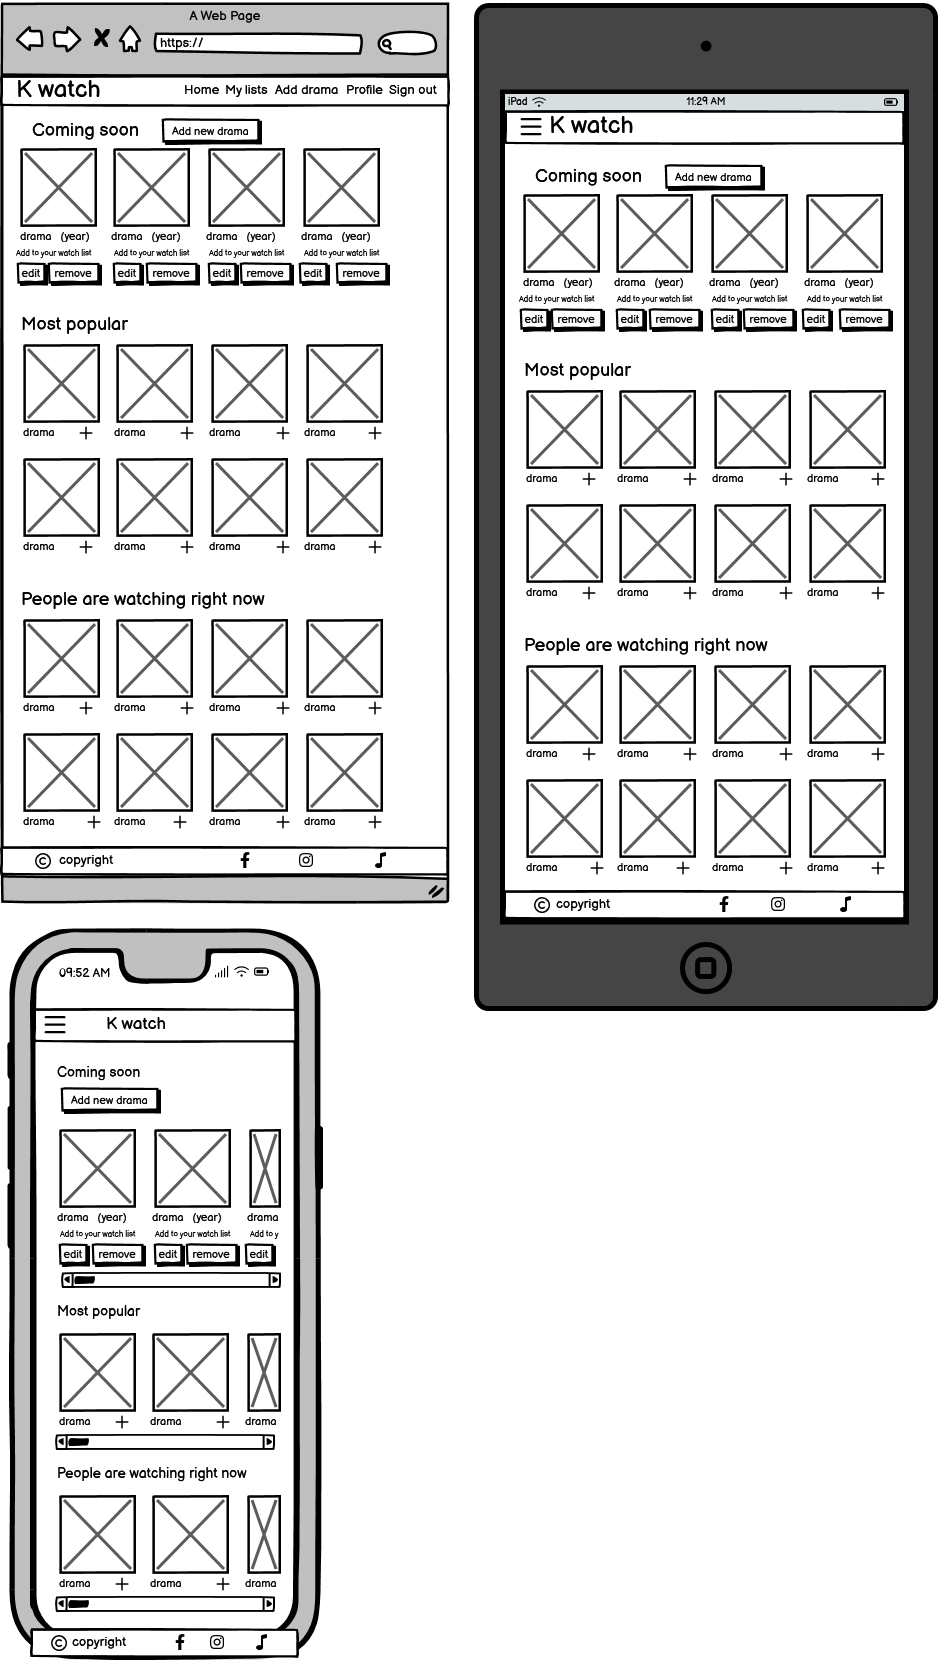 A Web Page
https://
K watch Home My lists Add drama Profile Sign out
Coming soon Add new drama
drama (year) drama (year) drama (year) drama (year)
Add to your watch list Add to your watch list Add to your watch list Add to your watch list
edit remove edit remove edit remove edit remove
Most popular
drama drama drama drama
drama drama drama drama
People are watching right now
drama drama drama drama
drama drama drama drama
© copyright
iPad 11:29 AM
K watch
Coming soon Add new drama
drama (year) drama (year) drama (year) drama (year)
Add to your watch list Add to your watch list Add to your watch list Add to your watch list
edit remove edit remove edit remove edit remove
Most popular
drama drama drama drama
drama drama drama drama
People are watching right now
drama drama drama drama
drama drama drama drama
© copyright
09:52 AM
K watch
Coming soon
Add new drama
drama (year) drama (year) drama
Add to your watch list Add to your watch list Add to y
edit remove edit remove edit
Most popular
drama drama drama
People are watching right now
drama drama drama
© copyright